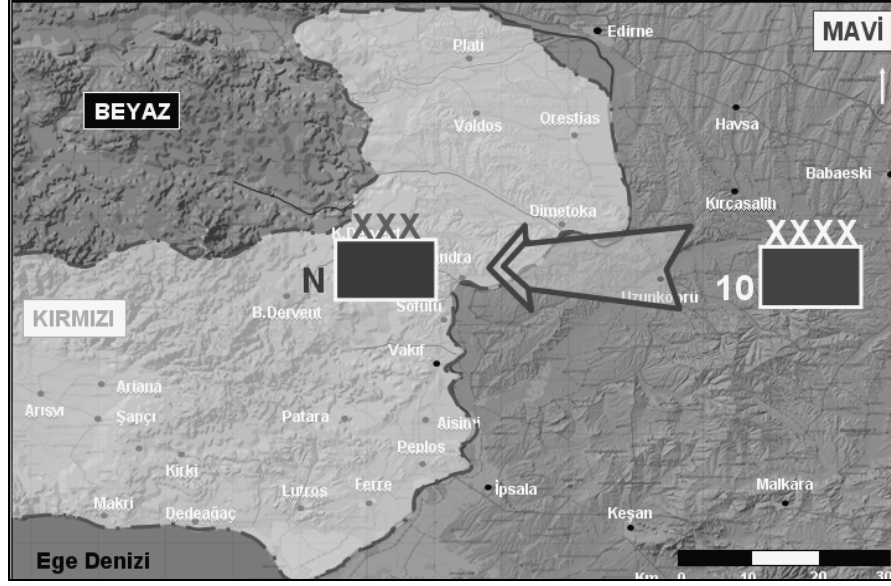 Edirne
MAVİ
Plati
BEYAZ
Valdos
Orestias
Havsa
Babaeski
Kırcasalih
Dimetoka
XXX
XXXX
N
10
Uzunköprü
KIRMIZI
B.Dervent
Sofulu
Vakıf
Ariana
Arısvı
Şapçı
Patara
Peplos
Kirki
Lutros
Ferre
İpsala
Malkara
Makri
Dedeağaç
Keşan
Ege Denizi
Km. 0 10 20 30